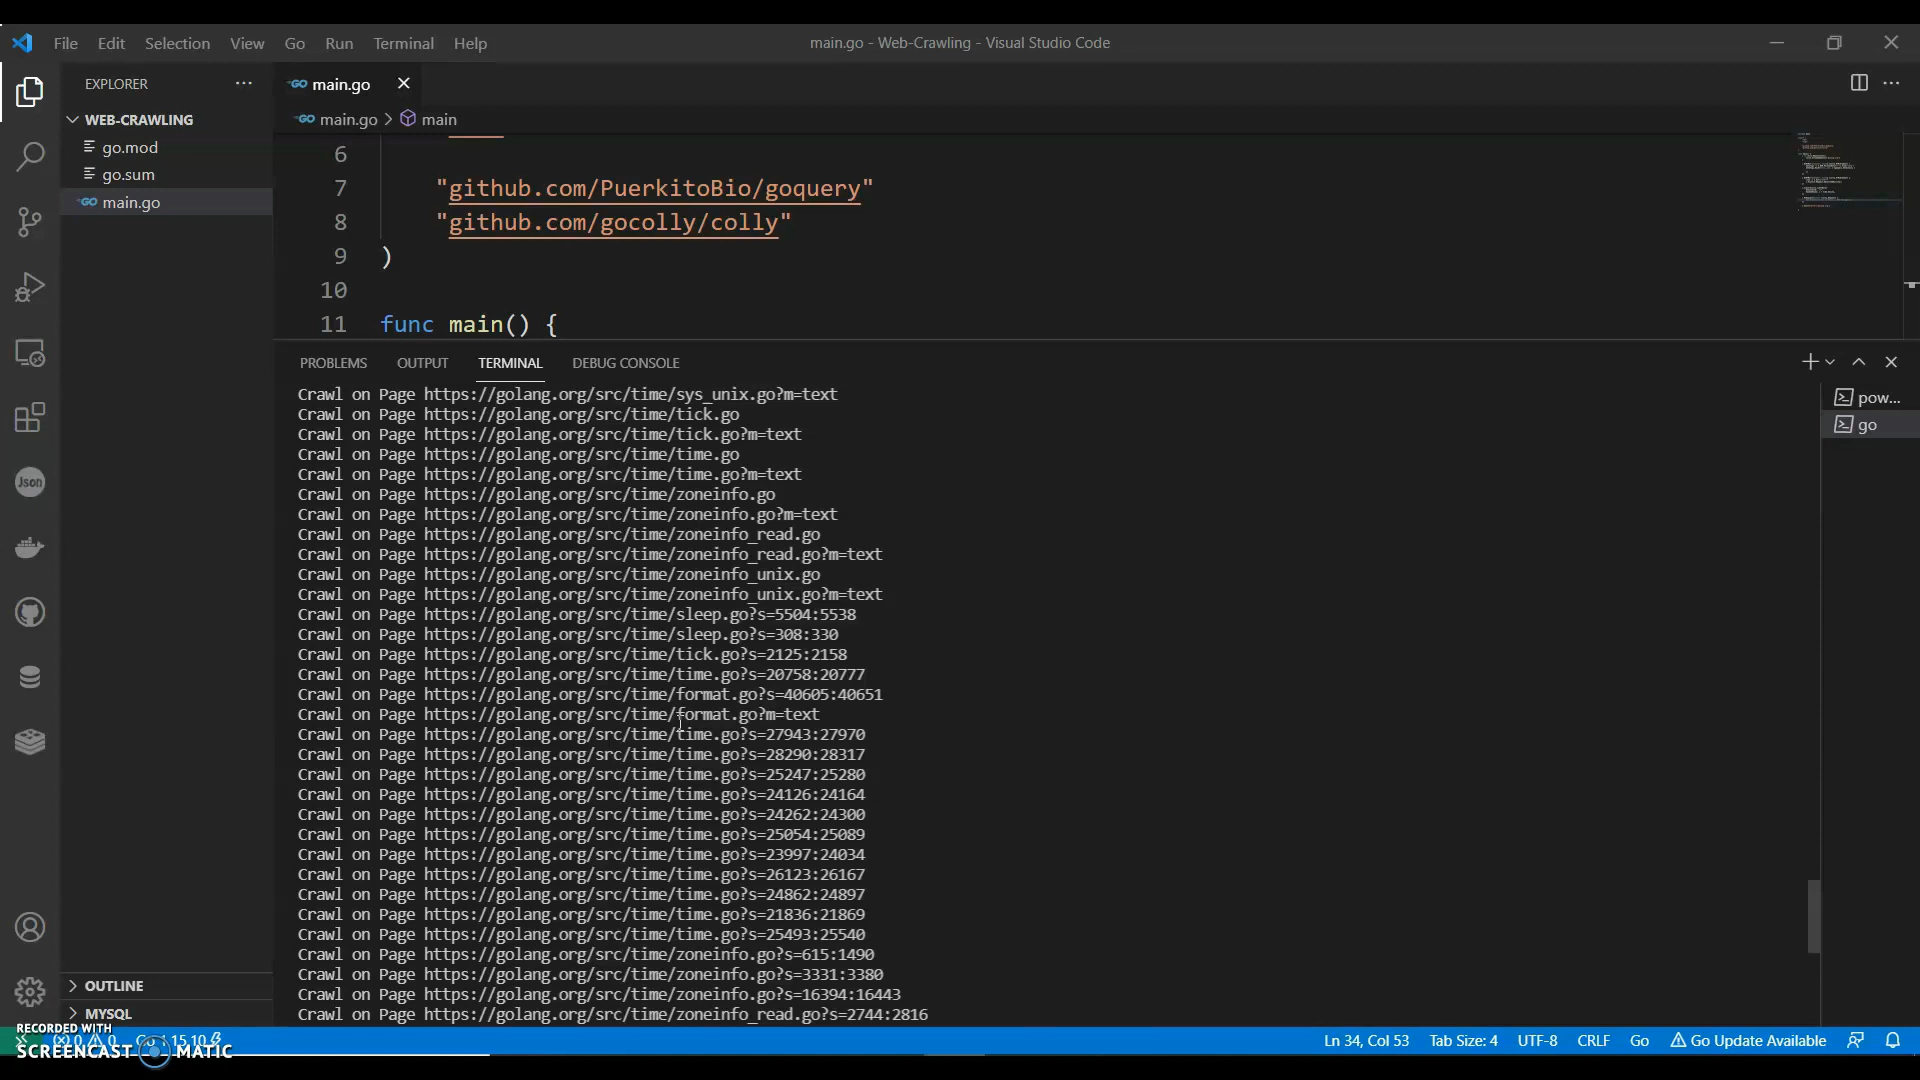 File Edit Selection View Go Run Terminal Help
main.go - Web-Crawling - Visual Studio Code
EXPLORER
WEB-CRAWLING
go.mod
go.sum
GO main.go
GO main.go
GO main.go > main
6
7 "github.com/PuerkitoBio/goquery"
8 "github.com/gocolly/colly"
9 )
10
11 func main() {
PROBLEMS OUTPUT TERMINAL DEBUG CONSOLE
Crawl on Page https://golang.org/src/time/sys_unix.go?m=text
Crawl on Page https://golang.org/src/time/tick.go
Crawl on Page https://golang.org/src/time/tick.go?m=text
Crawl on Page https://golang.org/src/time/time.go
Crawl on Page https://golang.org/src/time/time.go?m=text
Crawl on Page https://golang.org/src/time/zoneinfo.go
Crawl on Page https://golang.org/src/time/zoneinfo.go?m=text
Crawl on Page https://golang.org/src/time/zoneinfo_read.go
Crawl on Page https://golang.org/src/time/zoneinfo_read.go?m=text
Crawl on Page https://golang.org/src/time/zoneinfo_unix.go
Crawl on Page https://golang.org/src/time/zoneinfo_unix.go?m=text
Crawl on Page https://golang.org/src/time/sleep.go?s=5504:5538
Crawl on Page https://golang.org/src/time/sleep.go?s=308:330
Crawl on Page https://golang.org/src/time/tick.go?s=2125:2158
Crawl on Page https://golang.org/src/time/time.go?s=20758:20777
Crawl on Page https://golang.org/src/time/format.go?s=40605:40651
Crawl on Page https://golang.org/src/time/format.go?m=text
Crawl on Page https://golang.org/src/time/time.go?s=27943:27970
Crawl on Page https://golang.org/src/time/time.go?s=28290:28317
Crawl on Page https://golang.org/src/time/time.go?s=25247:25280
Crawl on Page https://golang.org/src/time/time.go?s=24126:24164
Crawl on Page https://golang.org/src/time/time.go?s=24262:24300
Crawl on Page https://golang.org/src/time/time.go?s=25054:25089
Crawl on Page https://golang.org/src/time/time.go?s=23997:24034
Crawl on Page https://golang.org/src/time/time.go?s=26123:26167
Crawl on Page https://golang.org/src/time/time.go?s=24862:24897
Crawl on Page https://golang.org/src/time/time.go?s=21836:21869
Crawl on Page https://golang.org/src/time/time.go?s=25493:25540
Crawl on Page https://golang.org/src/time/zoneinfo.go?s=615:1490
Crawl on Page https://golang.org/src/time/zoneinfo.go?s=3331:3380
Crawl on Page https://golang.org/src/time/zoneinfo.go?s=16394:16443
Crawl on Page https://golang.org/src/time/zoneinfo_read.go?s=2744:2816
pow...
go
Json
OUTLINE
MYSQL
RECORDED WITH
SCREENCAST MATIC
0 0 Go 1.15.10
Ln 34, Col 53 Tab Size: 4 UTF-8 CRLF Go Go Update Available